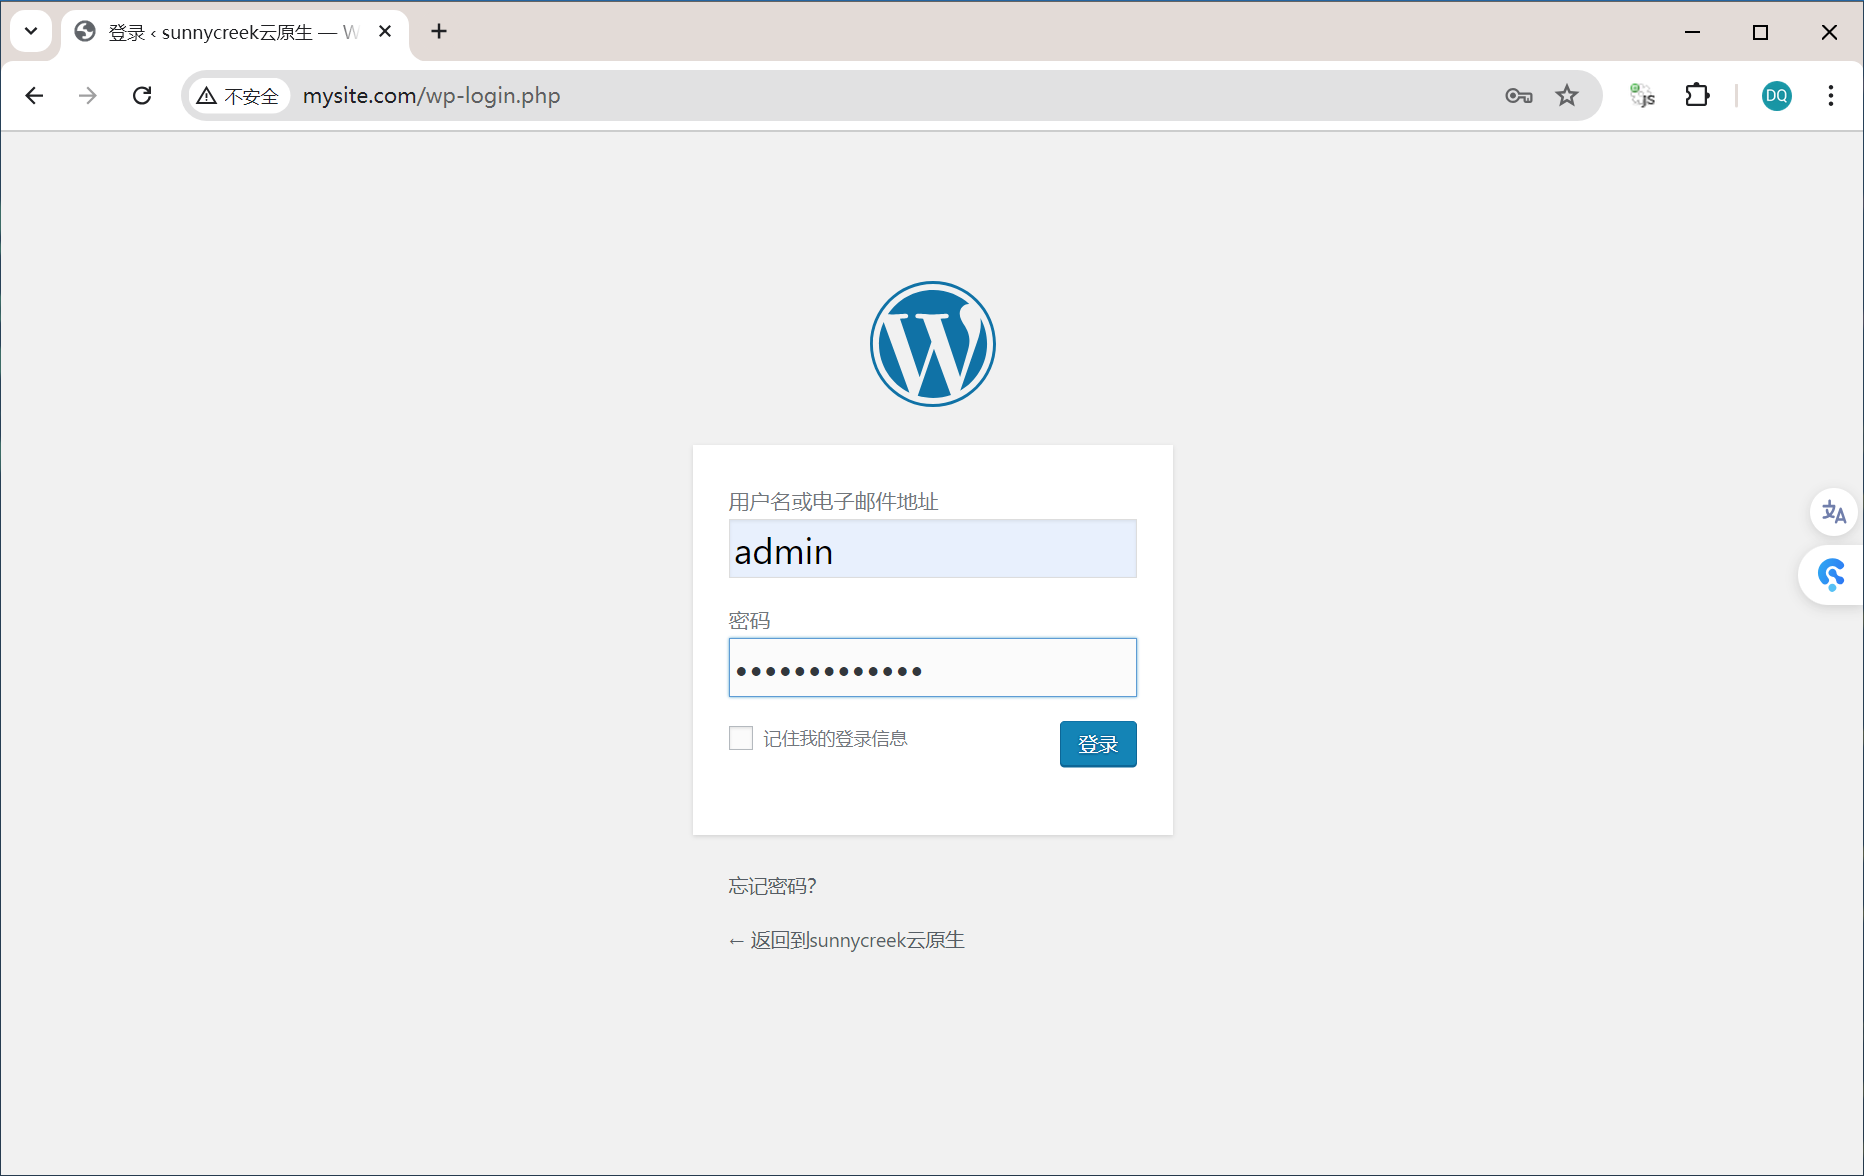 登录 ‹ sunnycreek云原生 — W
不安全 mysite.com/wp-login.php
js
DQ
用户名或电子邮件地址
admin
密码
•••••••••••••
记住我的登录信息
登录
忘记密码?
← 返回到sunnycreek云原生